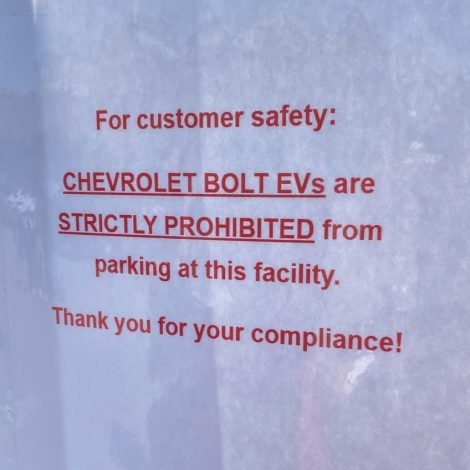 For customer safety:
CHEVROLET BOLT EVs are
STRICTLY PROHIBITED from
parking at this facility.
Thank you for your compliance!